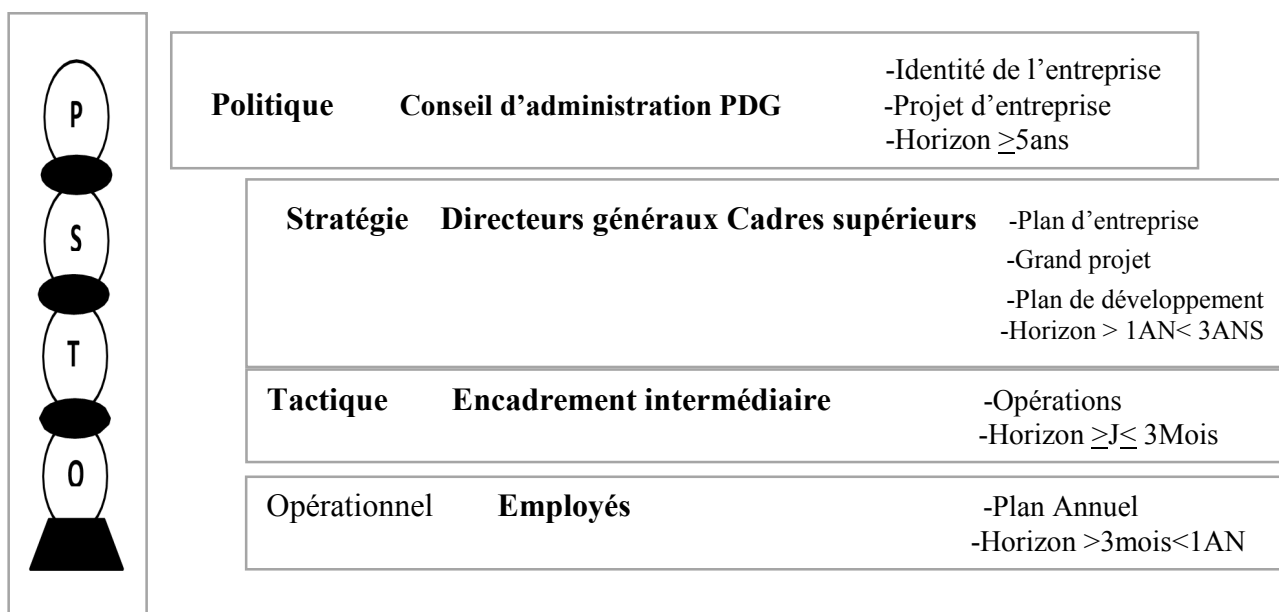 P
S
T
O
-Identité de l’entreprise
Politique Conseil d’administration PDG -Projet d’entreprise
-Horizon ≥5ans
Stratégie Directeurs généraux Cadres supérieurs -Plan d’entreprise
-Grand projet
-Plan de développement
-Horizon > 1AN< 3ANS
Tactique Encadrement intermédiaire -Opérations
-Horizon ≥J≤ 3Mois
Opérationnel Employés -Plan Annuel
-Horizon >3mois<1AN